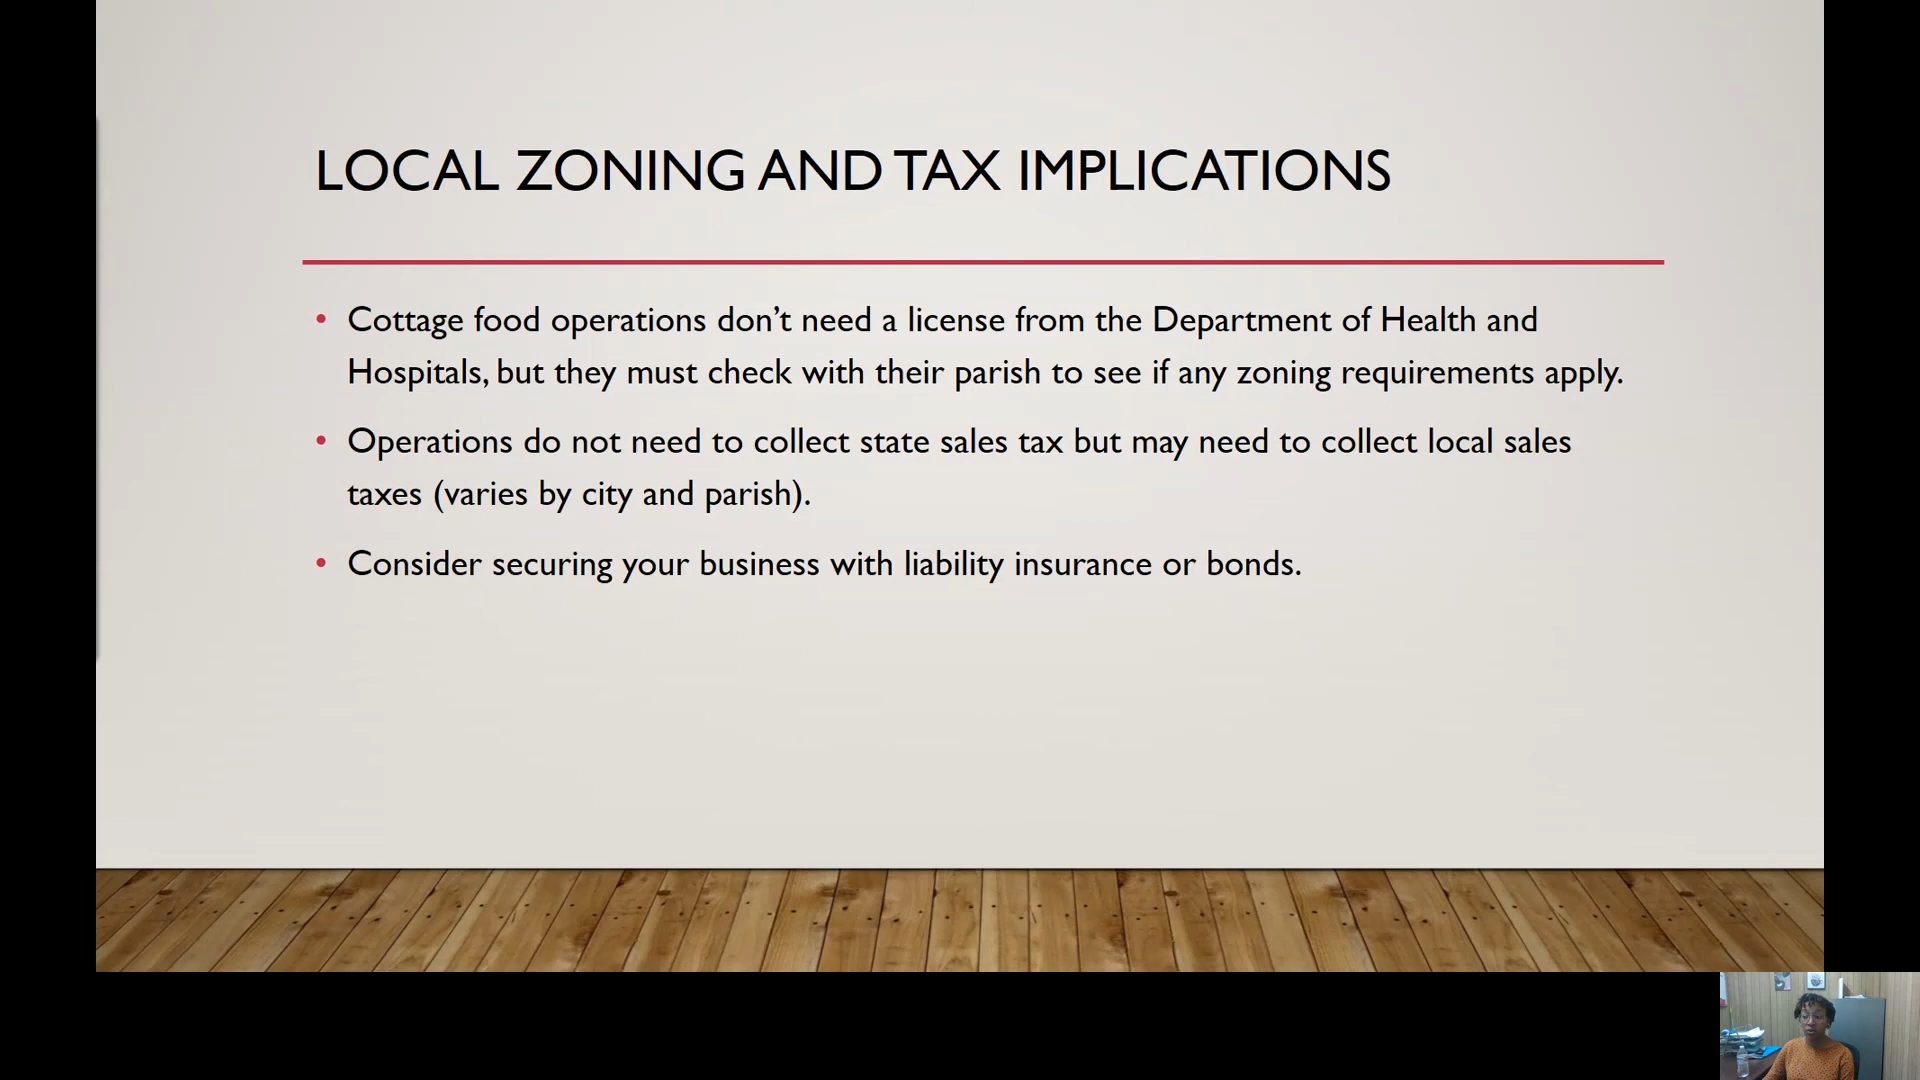 LOCAL ZONING AND TAX IMPLICATIONS
• Cottage food operations don’t need a license from the Department of Health and
Hospitals, but they must check with their parish to see if any zoning requirements apply.
• Operations do not need to collect state sales tax but may need to collect local sales
taxes (varies by city and parish).
• Consider securing your business with liability insurance or bonds.